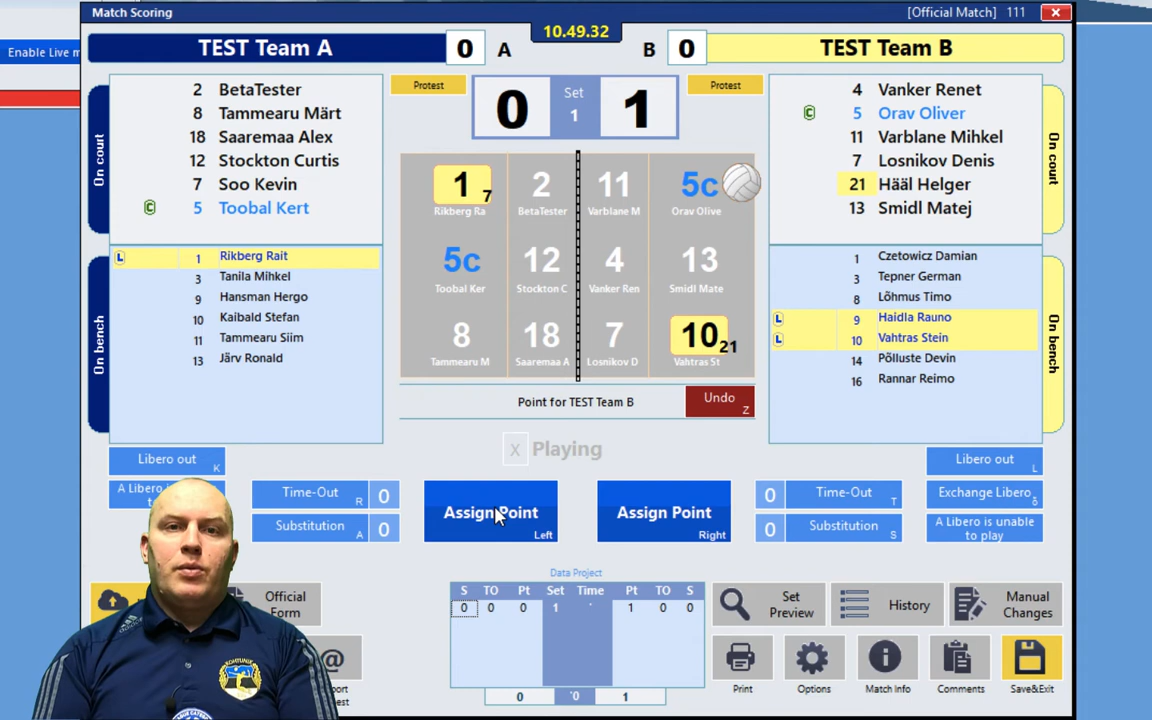 Match Scoring
[Official Match] 111
Enable Live m
10.49.32
TEST Team A
0 A
B 0
TEST Team B
Protest
Protest
0
Set
1
1
On court
2 BetaTester
8 Tammearu Märt
18 Saaremaa Alex
12 Stockton Curtis
7 Soo Kevin
C 5 Toobal Kert
On court
4 Vanker Renet
C 5 Orav Oliver
11 Varblane Mihkel
7 Losnikov Denis
21 Hääl Helger
13 Smidl Matej
1 7 2 11 5c
Rikberg Ra BetaTester Varblane M Orav Olive
5c 12 4 13
Toobal Ker Stockton C Vanker Ren Smidl Mate
8 18 7 10 21
Tammearu M Saaremaa A Losnikov D Vahtras St
On bench
L 1 Rikberg Rait
3 Tanila Mihkel
9 Hansman Hergo
10 Kaibald Stefan
11 Tammearu Siim
13 Järv Ronald
On bench
1 Czetowicz Damian
3 Tepner German
8 Lõhmus Timo
L 9 Haidla Rauno
L 10 Vahtras Stein
14 Põlluste Devin
16 Rannar Reimo
Point for TEST Team B
Undo Z
X Playing
Libero out K
A Libero
Time-Out R 0
Substitution A 0
Assign Point
Left
Assign Point
Right
0 Time-Out T
0 Substitution S
Libero out L
Exchange Libero
A Libero is unable
to play
Official
Form
@
Data Project
S TO Pt Set Time Pt TO S
0 0 0 1 ' 1 0 0
0 '0 1
Set
Preview
History
Manual
Changes
Print
Options
Match Info
Comments
Save&Exit